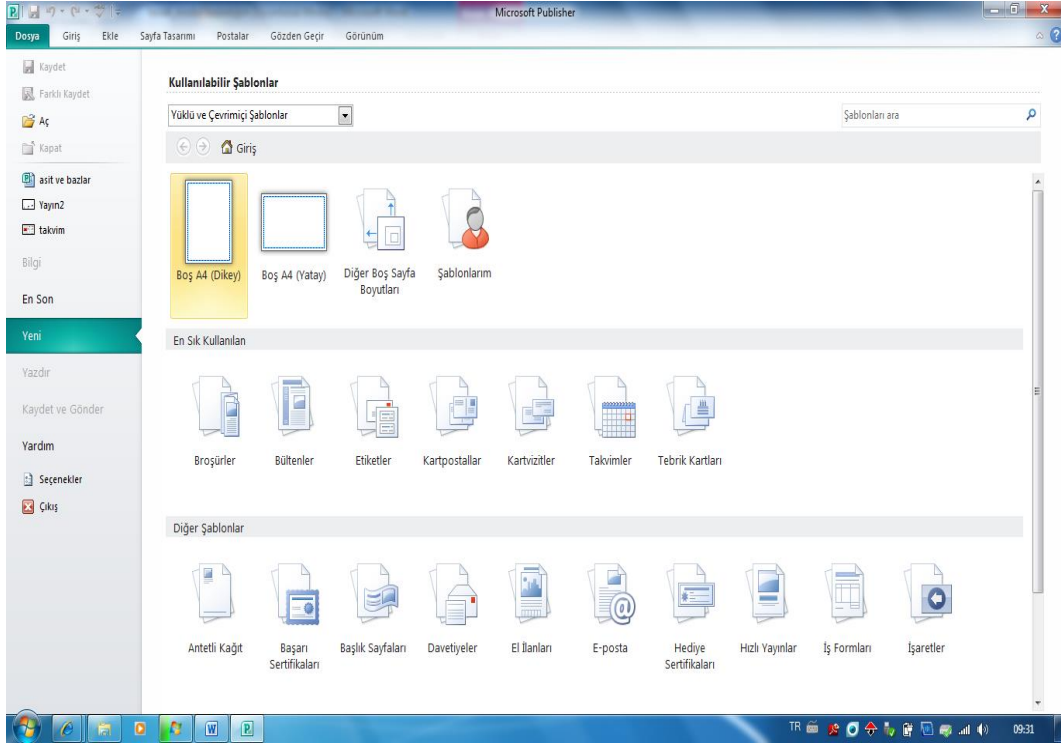 Microsoft Publisher
Dosya Giriş Ekle Sayfa Tasarımı Postalar Gözden Geçir Görünüm
Kaydet
Farklı Kaydet
Aç
Kapat
asit ve bazlar
Yayın2
takvim
Bilgi
En Son
Yeni
Yazdır
Kaydet ve Gönder
Yardım
Seçenekler
Çıkış
Kullanılabilir Şablonlar
Yüklü ve Çevrimiçi Şablonlar
Şablonları ara
Giriş
Boş A4 (Dikey) Boş A4 (Yatay) Diğer Boş Sayfa Şablonlarım
Boyutları
En Sık Kullanılan
Broşürler Bültenler Etiketler Kartpostallar Kartvizitler Takvimler Tebrik Kartları
Diğer Şablonlar
Antetli Kağıt Başarı Başlık Sayfaları Davetiyeler El İlanları E-posta Hediye Hızlı Yayınlar İş Formları İşaretler
Sertifikaları Sertifikaları
TR 09:31